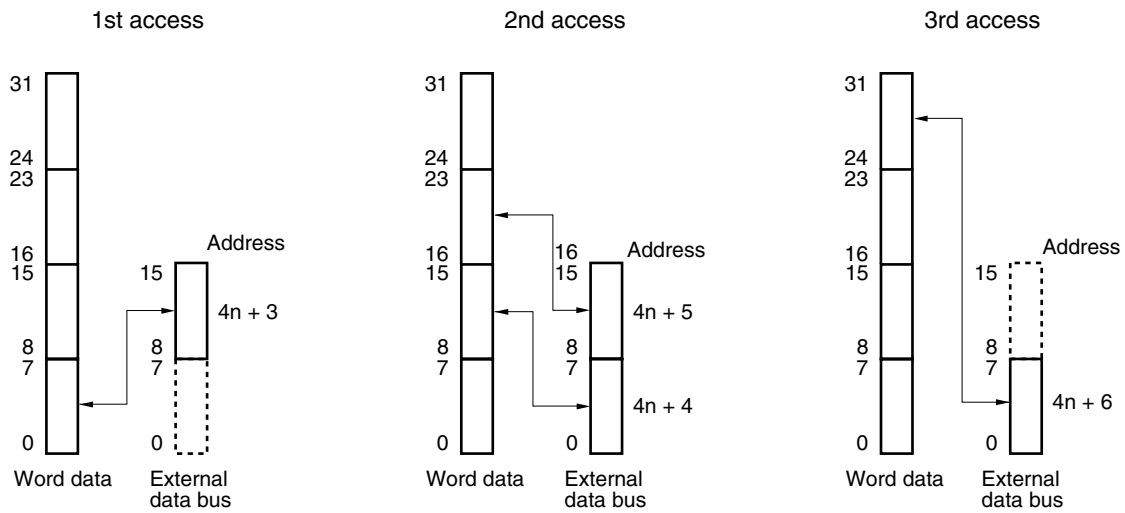 1st access
31
24
23
16
15
8
7
0
Address
15
8
7
0
4n + 3
Word data
External
data bus
2nd access
31
24
23
16
15
8
7
0
Address
16
15
8
7
0
4n + 5
4n + 4
Word data
External
data bus
3rd access
31
24
23
16
15
8
7
0
Address
15
8
7
0
4n + 6
Word data
External
data bus